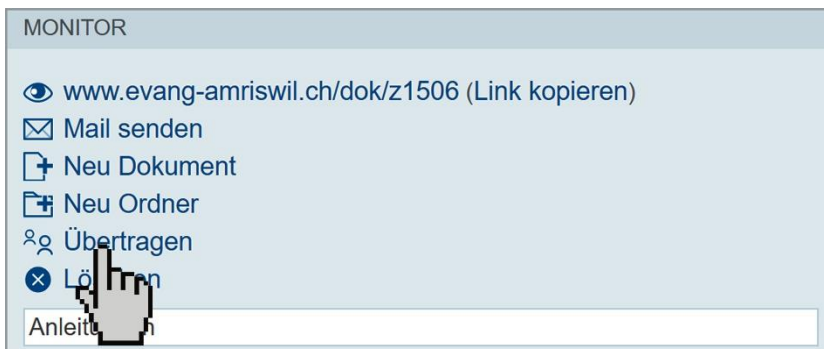 MONITOR
www.evang-amriswil.ch/dok/z1506 (Link kopieren)
Mail senden
Neu Dokument
Neu Ordner
Übertragen